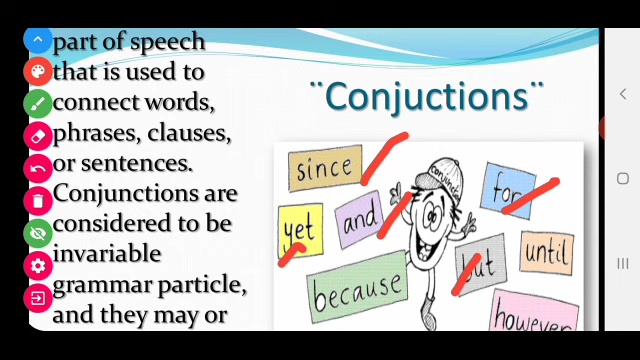 part of speech
that is used to
connect words,
phrases, clauses,
or sentences.
Conjunctions are
considered to be
invariable
grammar particle,
and they may or
¨Conjuctions¨
since
for
yet
and
but
until
because
however